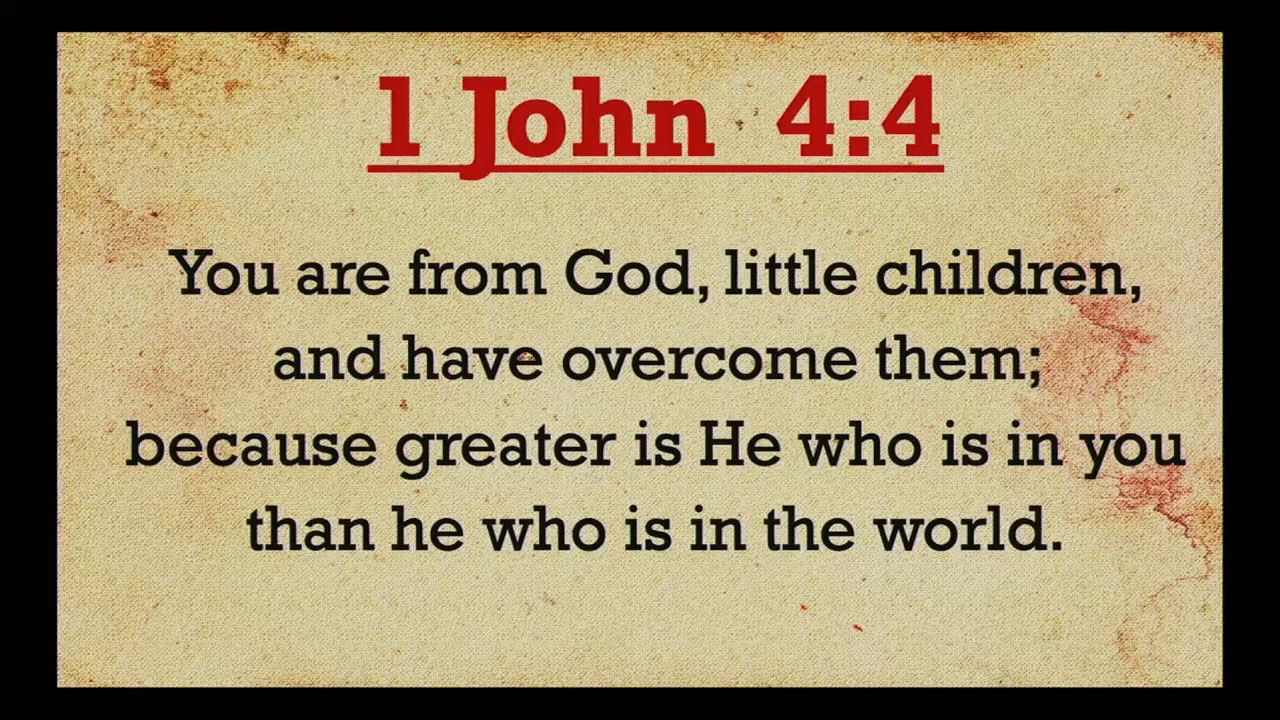 1 John 4:4
You are from God, little children,
and have overcome them;
because greater is He who is in you
than he who is in the world.